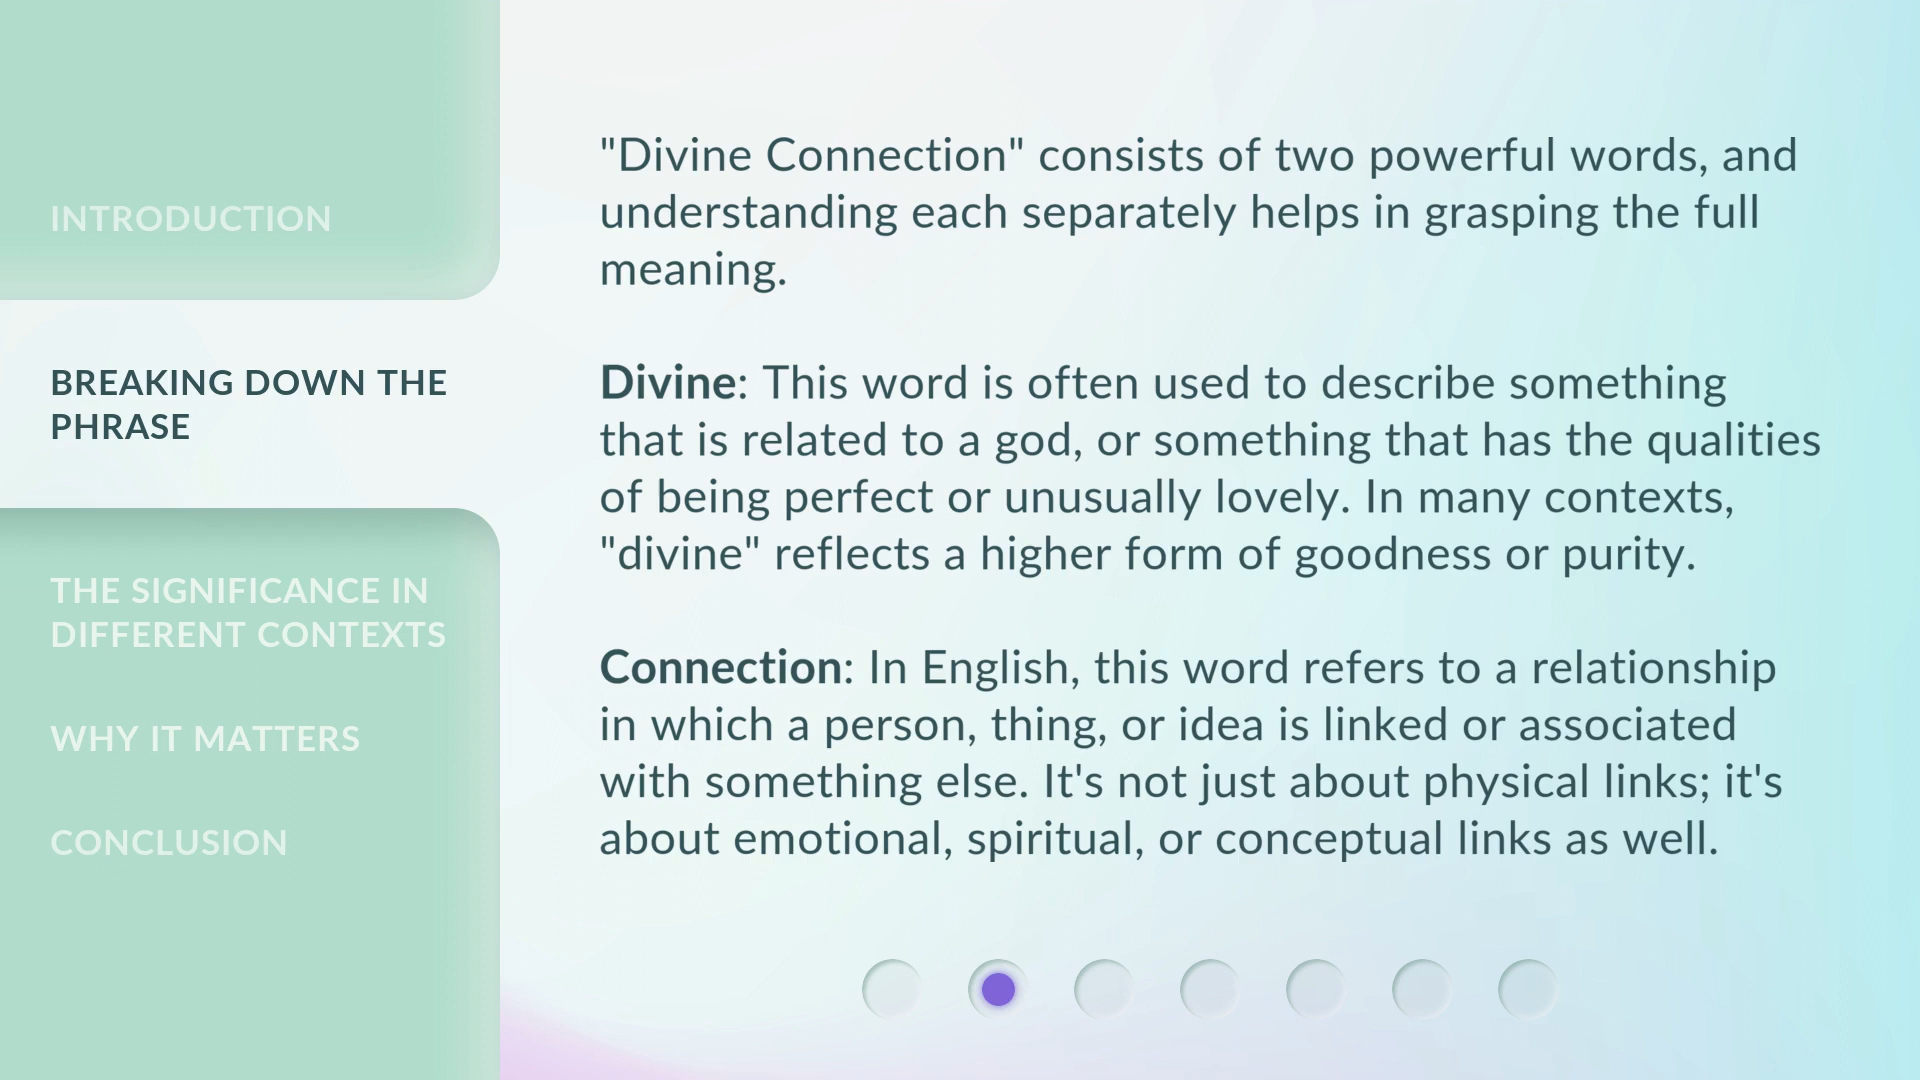 INTRODUCTION
BREAKING DOWN THE
PHRASE
THE SIGNIFICANCE IN
DIFFERENT CONTEXTS
WHY IT MATTERS
CONCLUSION
"Divine Connection" consists of two powerful words, and
understanding each separately helps in grasping the full
meaning.
Divine: This word is often used to describe something
that is related to a god, or something that has the qualities
of being perfect or unusually lovely. In many contexts,
"divine" reflects a higher form of goodness or purity.
Connection: In English, this word refers to a relationship
in which a person, thing, or idea is linked or associated
with something else. It's not just about physical links; it's
about emotional, spiritual, or conceptual links as well.